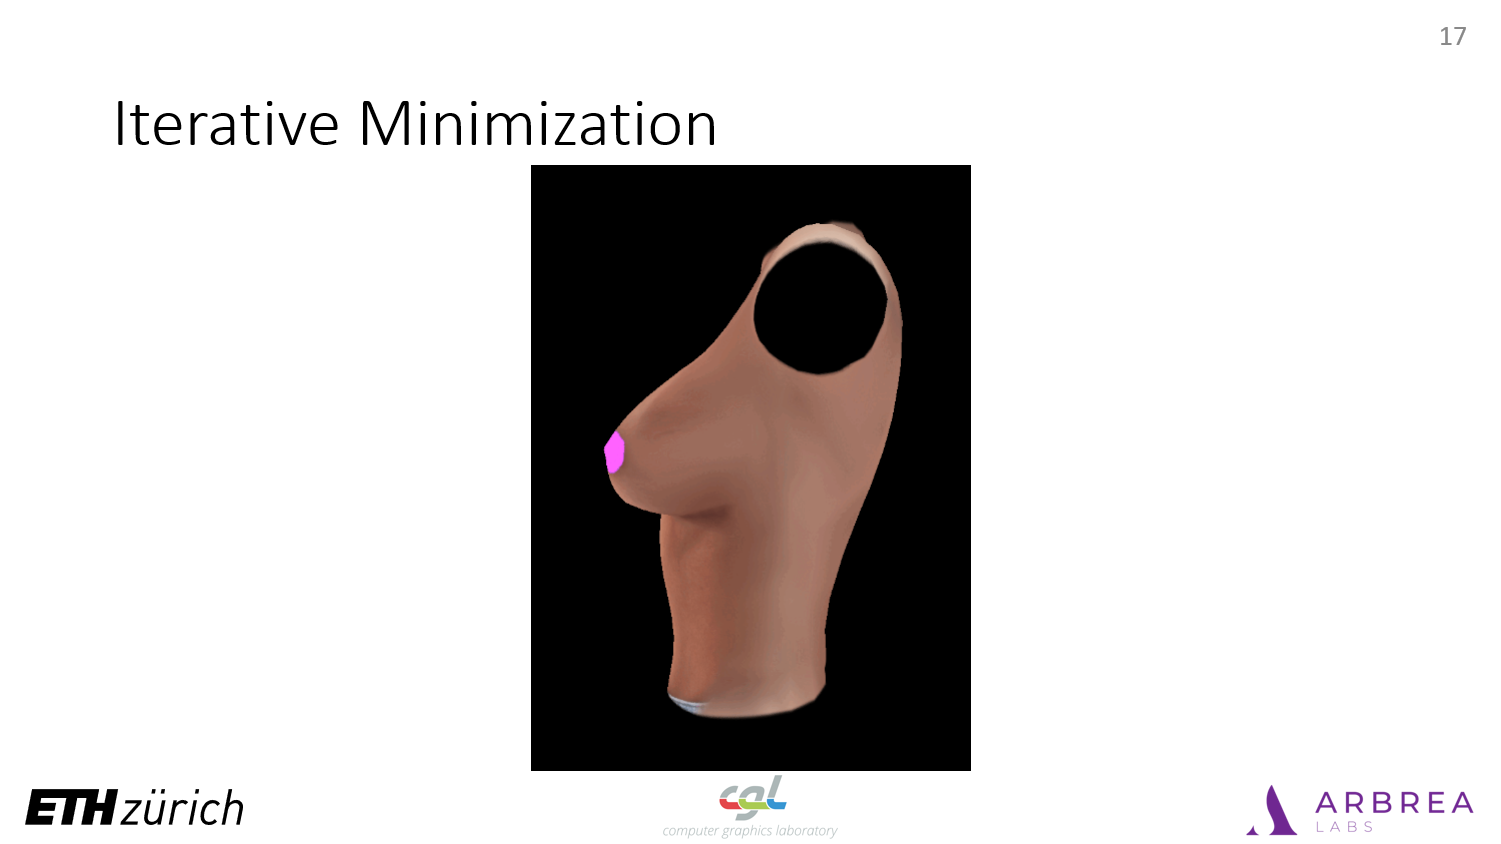 17
Iterative Minimization
ETH zürich
cgl
computer graphics laboratory
ARBREA
LABS